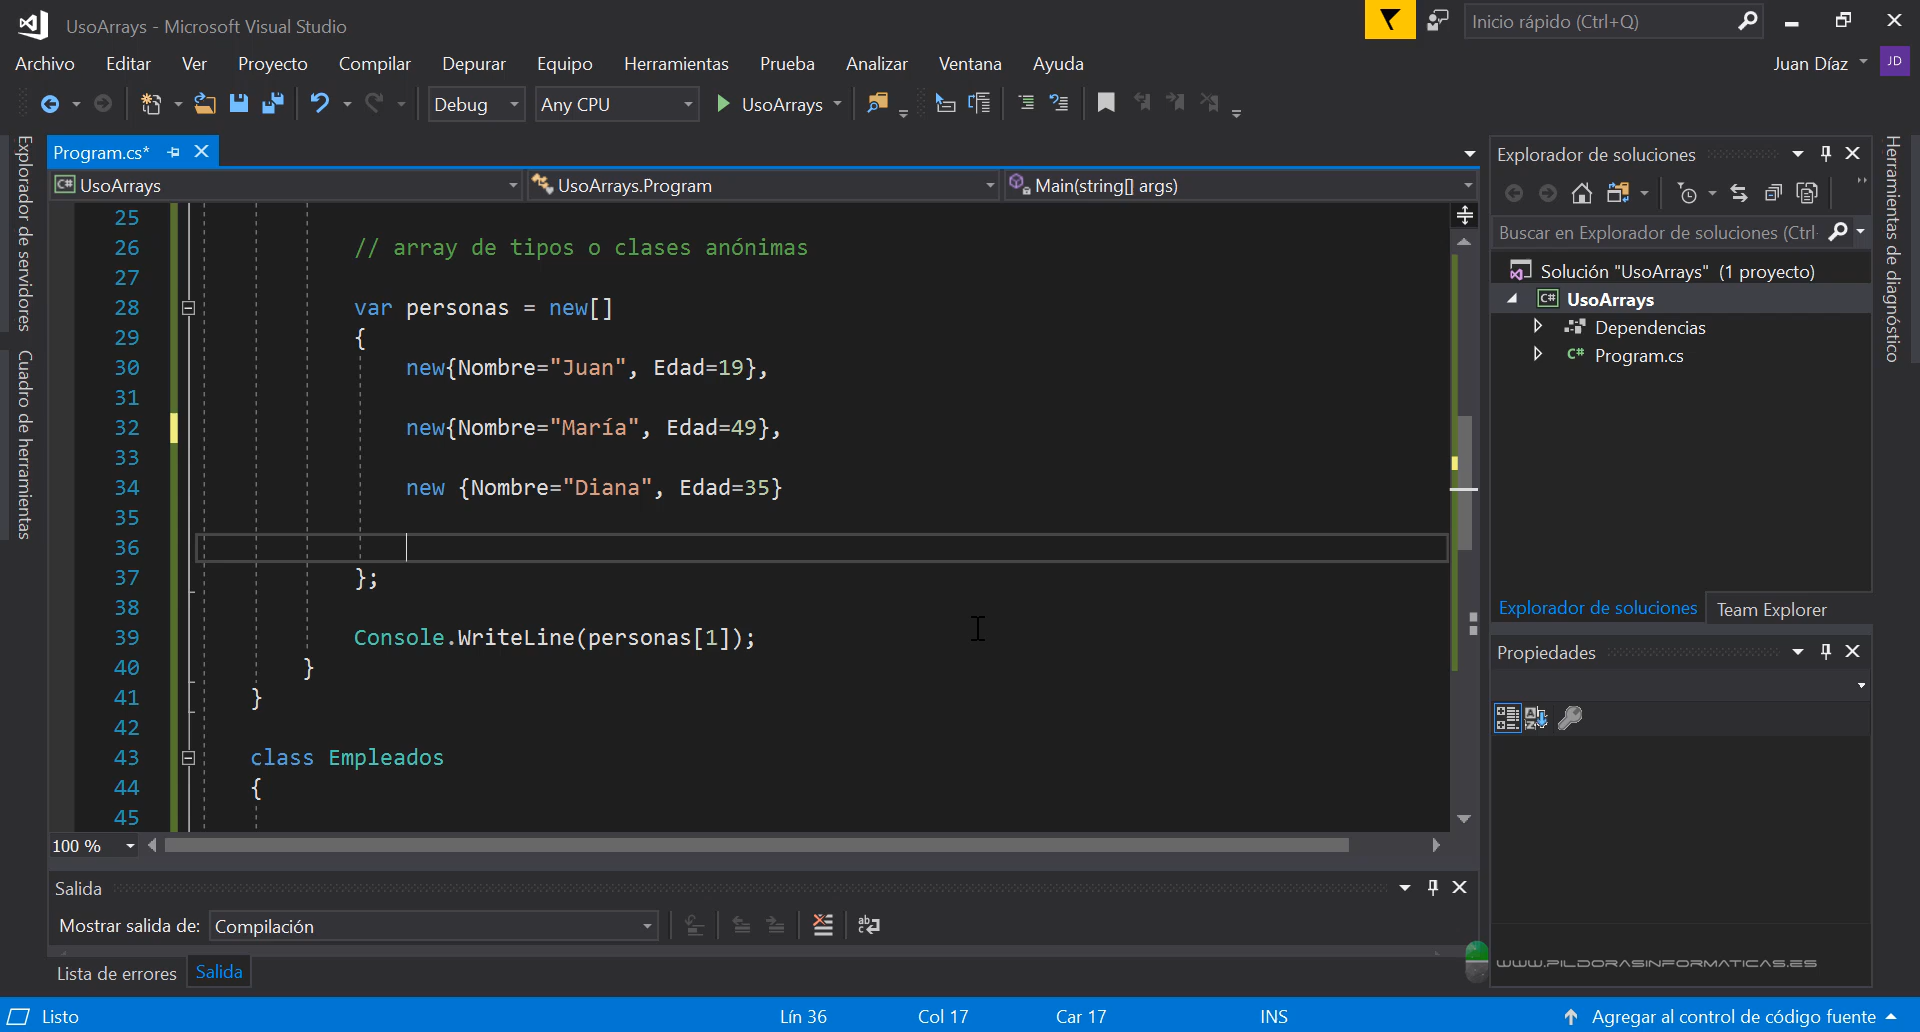 UsoArrays - Microsoft Visual Studio
Inicio rápido (Ctrl+Q)
Archivo Editar Ver Proyecto Compilar Depurar Equipo Herramientas Prueba Analizar Ventana Ayuda
Juan Díaz JD
Debug Any CPU UsoArrays
Explorador de servidores
Cuadro de herramientas
Program.cs*
C# UsoArrays UsoArrays.Program Main(string[] args)
25
26 // array de tipos o clases anónimas
27
28 var personas = new[]
29 {
30 new{Nombre="Juan", Edad=19},
31
32 new{Nombre="María", Edad=49},
33
34 new {Nombre="Diana", Edad=35}
35
36
37 };
38
39 Console.WriteLine(personas[1]);
40 }
41 }
42
43 class Empleados
44 {
45
100 %
Salida
Mostrar salida de: Compilación
Lista de errores Salida
Explorador de soluciones
Buscar en Explorador de soluciones (Ctrl
Solución "UsoArrays" (1 proyecto)
C# UsoArrays
Dependencias
C# Program.cs
Explorador de soluciones Team Explorer
Propiedades
Herramientas de diagnóstico
WWW.PILDORASINFORMATICAS.ES
Listo Lín 36 Col 17 Car 17 INS Agregar al control de código fuente